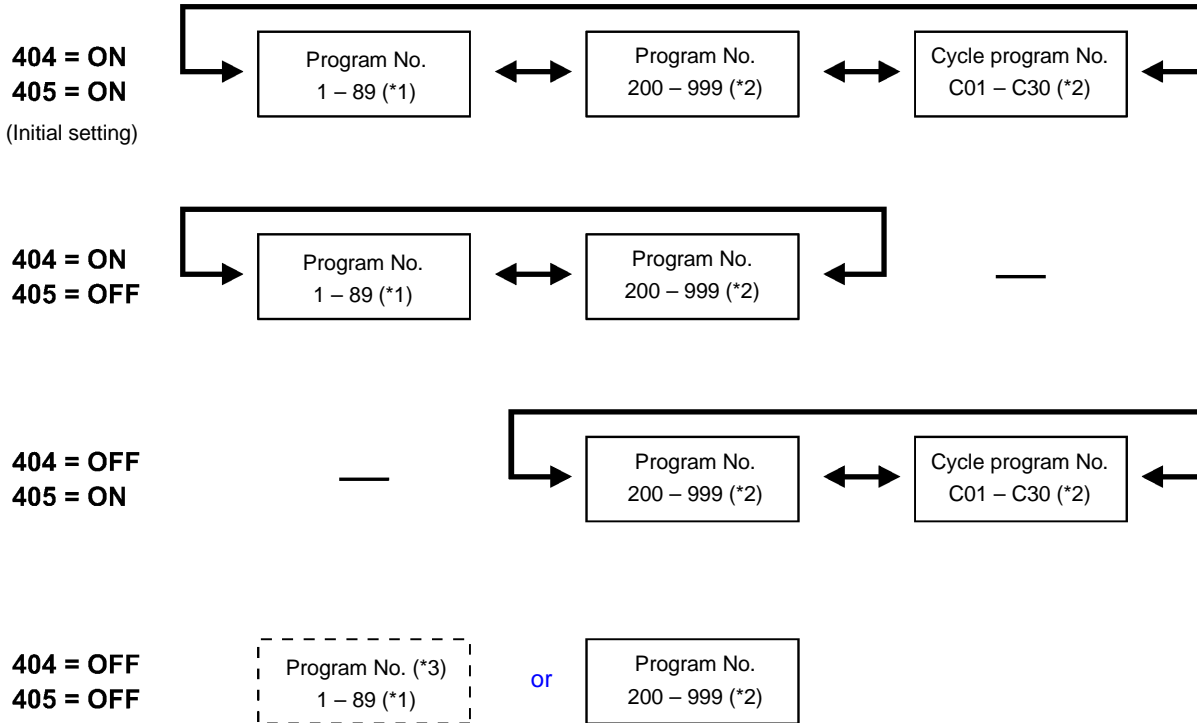 404 = ON
405 = ON
(Initial setting)
Program No.
1 – 89 (*1)
Program No.
200 – 999 (*2)
Cycle program No.
C01 – C30 (*2)
404 = ON
405 = OFF
Program No.
1 – 89 (*1)
Program No.
200 – 999 (*2)
404 = OFF
405 = ON
Program No.
200 – 999 (*2)
Cycle program No.
C01 – C30 (*2)
404 = OFF
405 = OFF
Program No. (*3)
1 – 89 (*1)
or
Program No.
200 – 999 (*2)